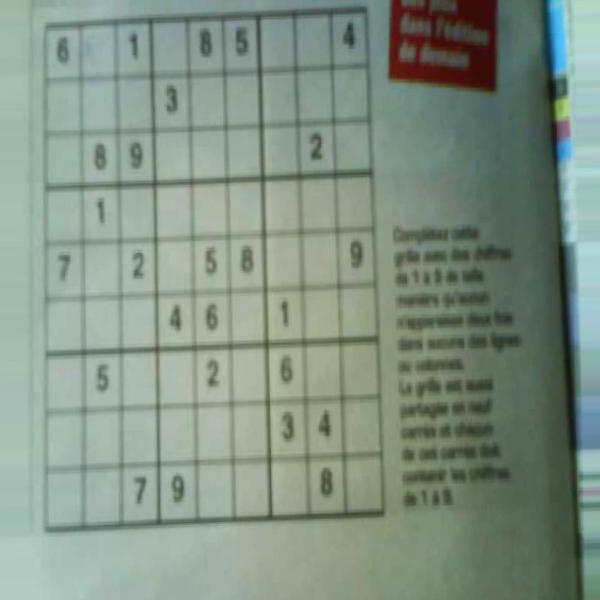 dans l'édition
de demain
6 1 8 5 4
3
8 9 2
1
7 2 5 8 9
4 6 1
5 2 6
3 4
7 9 8
Complétez cette
grille avec des chiffres
de 1 à 9 de telle
manière qu'aucun
n'apparaisse deux fois
dans aucune des lignes
ou colonnes.
La grille est aussi
partagée en neuf
carrés et chacun
de ces carrés doit
contenir les chiffres
de 1 à 9.